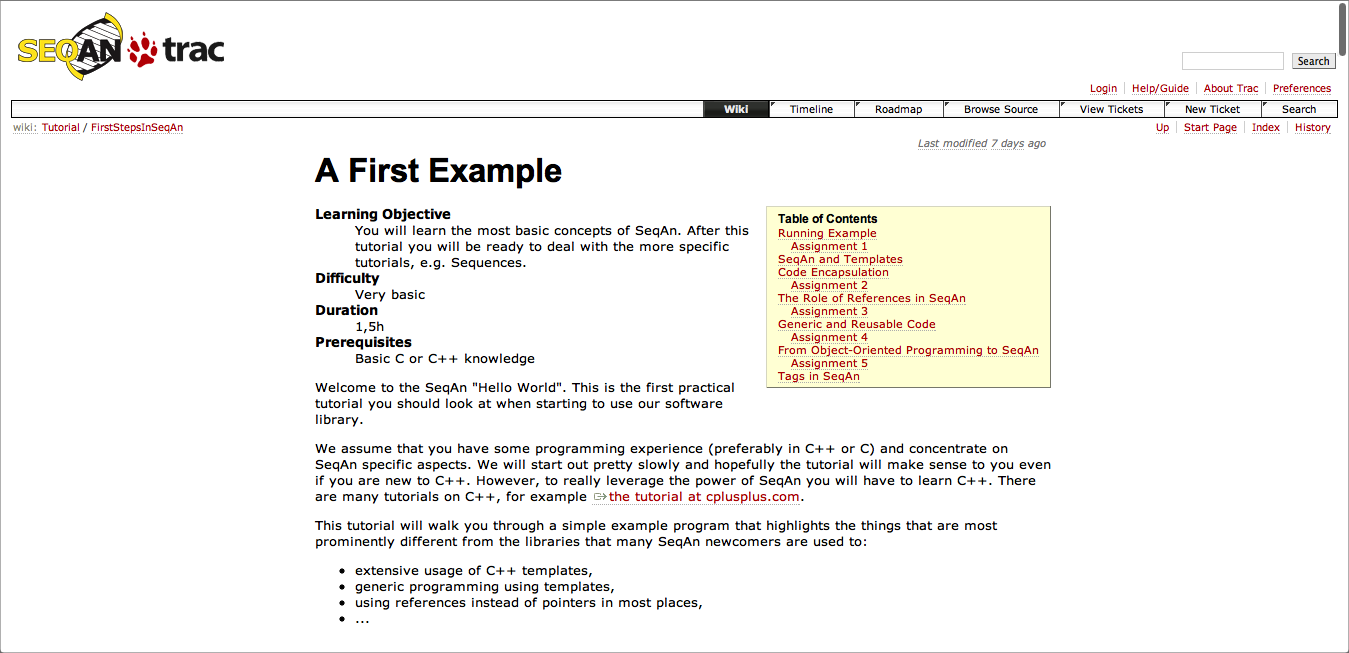 SEQAN trac
Search
Login Help/Guide About Trac Preferences
Wiki Timeline Roadmap Browse Source View Tickets New Ticket Search
wiki: Tutorial / FirstStepsInSeqAn
Up Start Page Index History
Last modified 7 days ago
A First Example
Learning Objective
You will learn the most basic concepts of SeqAn. After this
tutorial you will be ready to deal with the more specific
tutorials, e.g. Sequences.
Difficulty
Very basic
Duration
1,5h
Prerequisites
Basic C or C++ knowledge
Table of Contents
Running Example
Assignment 1
SeqAn and Templates
Code Encapsulation
Assignment 2
The Role of References in SeqAn
Assignment 3
Generic and Reusable Code
Assignment 4
From Object-Oriented Programming to SeqAn
Assignment 5
Tags in SeqAn
Welcome to the SeqAn "Hello World". This is the first practical
tutorial you should look at when starting to use our software
library.
We assume that you have some programming experience (preferably in C++ or C) and concentrate on
SeqAn specific aspects. We will start out pretty slowly and hopefully the tutorial will make sense to you even
if you are new to C++. However, to really leverage the power of SeqAn you will have to learn C++. There
are many tutorials on C++, for example the tutorial at cplusplus.com.
This tutorial will walk you through a simple example program that highlights the things that are most
prominently different from the libraries that many SeqAn newcomers are used to:
• extensive usage of C++ templates,
• generic programming using templates,
• using references instead of pointers in most places,
• ...